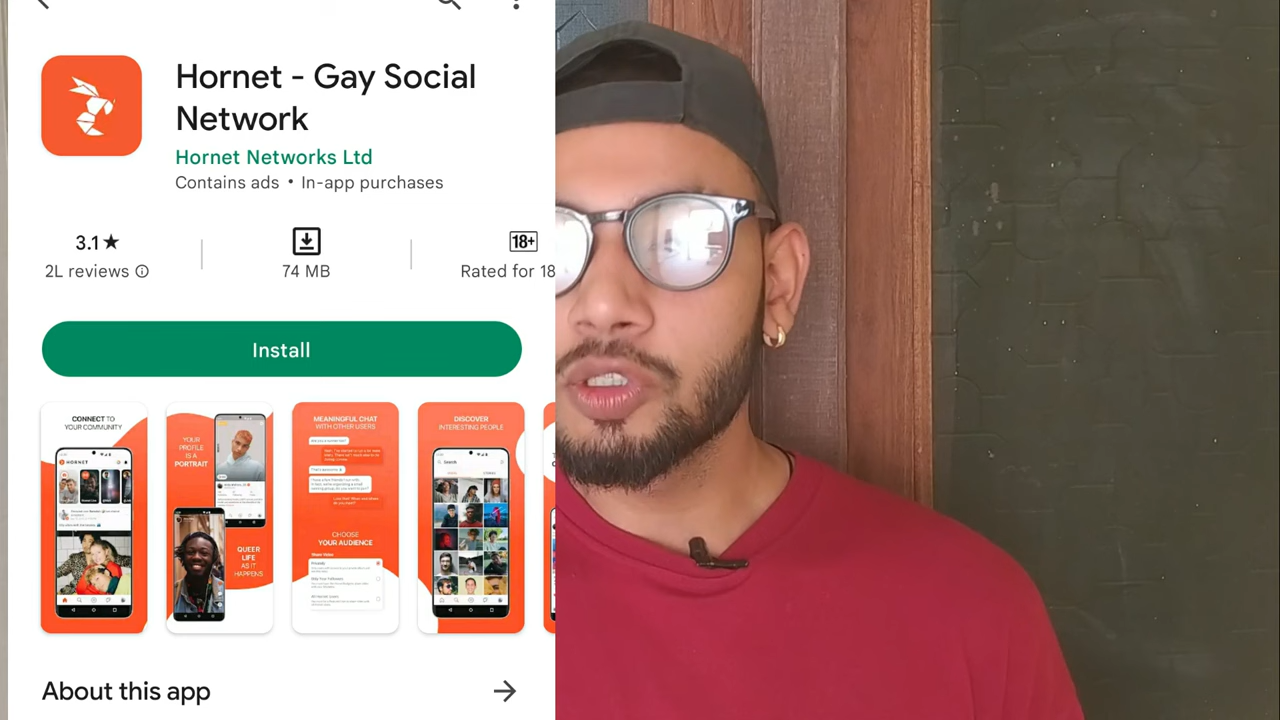 Hornet - Gay Social
Network
Hornet Networks Ltd
Contains ads • In-app purchases
3.1★
2L reviews
74 MB
18+
Rated for 18
Install
CONNECT TO
YOUR COMMUNITY
HORNET
YOUR
PROFILE
IS A
PORTRAIT
QUEER
LIFE
AS IT
HAPPENS
MEANINGFUL CHAT
WITH OTHER USERS
CHOOSE
YOUR AUDIENCE
DISCOVER
INTERESTING PEOPLE
Search
About this app